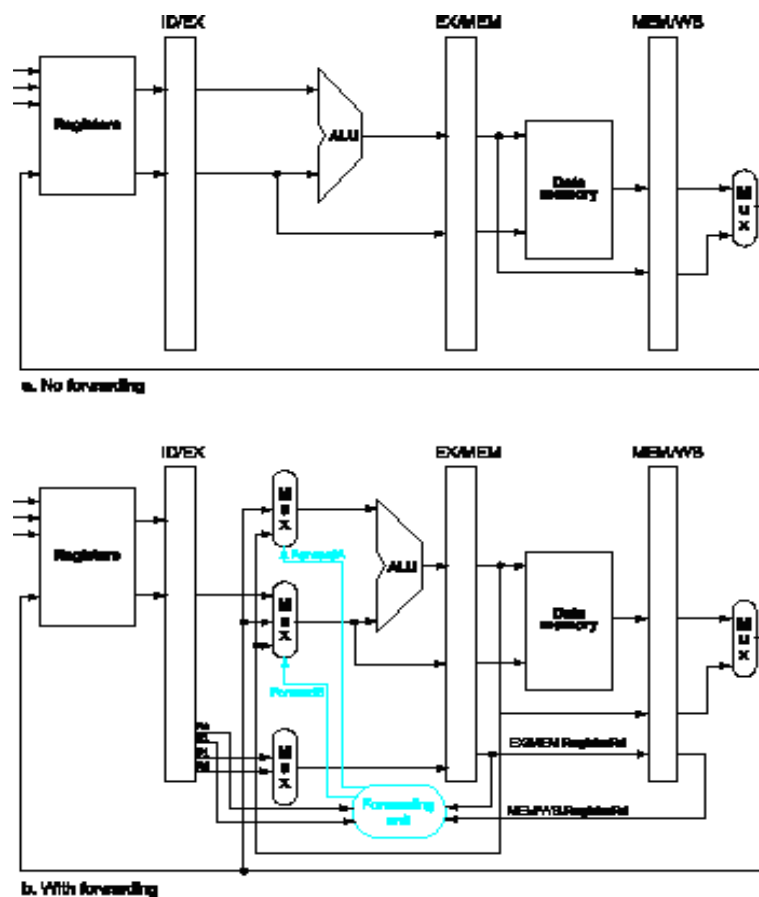 ID/EX
EX/MEM
MEM/WB
Registers
ALU
Data
memory
M
u
x
a. No forwarding
ID/EX
EX/MEM
MEM/WB
M
u
x
Registers
ForwardA
ALU
M
u
x
Data
memory
M
u
x
ForwardB
Rs
Rt
Rt
Rd
M
u
x
EX/MEM.RegisterRd
Forwarding
unit
MEM/WB.RegisterRd
b. With forwarding